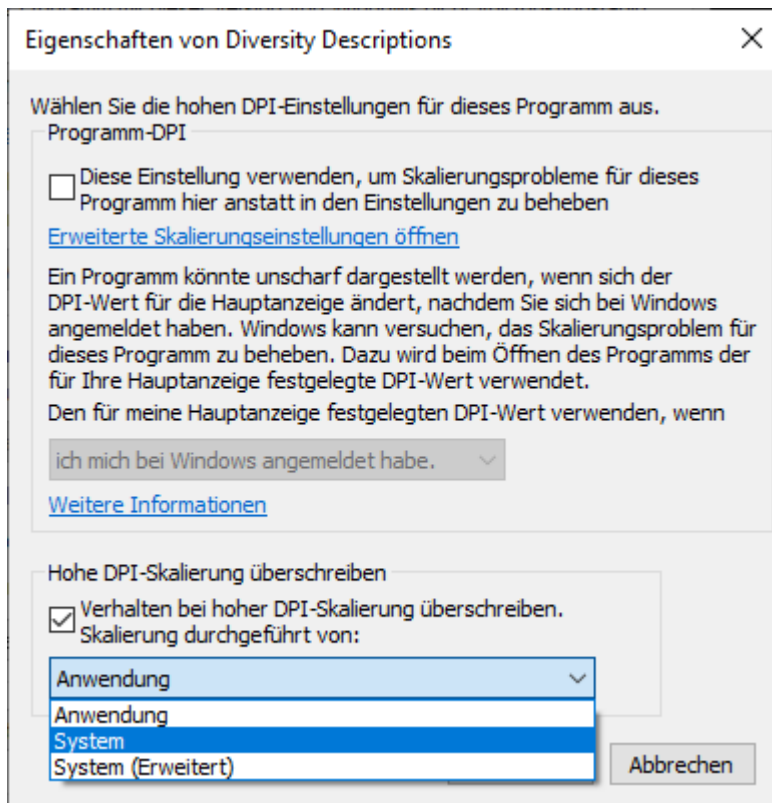 Eigenschaften von Diversity Descriptions
Wählen Sie die hohen DPI-Einstellungen für dieses Programm aus.
Programm-DPI
Diese Einstellung verwenden, um Skalierungsprobleme für dieses
Programm hier anstatt in den Einstellungen zu beheben
Erweiterte Skalierungseinstellungen öffnen
Ein Programm könnte unscharf dargestellt werden, wenn sich der
DPI-Wert für die Hauptanzeige ändert, nachdem Sie sich bei Windows
angemeldet haben. Windows kann versuchen, das Skalierungsproblem für
dieses Programm zu beheben. Dazu wird beim Öffnen des Programms der
für Ihre Hauptanzeige festgelegte DPI-Wert verwendet.
Den für meine Hauptanzeige festgelegten DPI-Wert verwenden, wenn
ich mich bei Windows angemeldet habe.
Weitere Informationen
Hohe DPI-Skalierung überschreiben
Verhalten bei hoher DPI-Skalierung überschreiben.
Skalierung durchgeführt von:
Anwendung
Anwendung
System
System (Erweitert)
Abbrechen